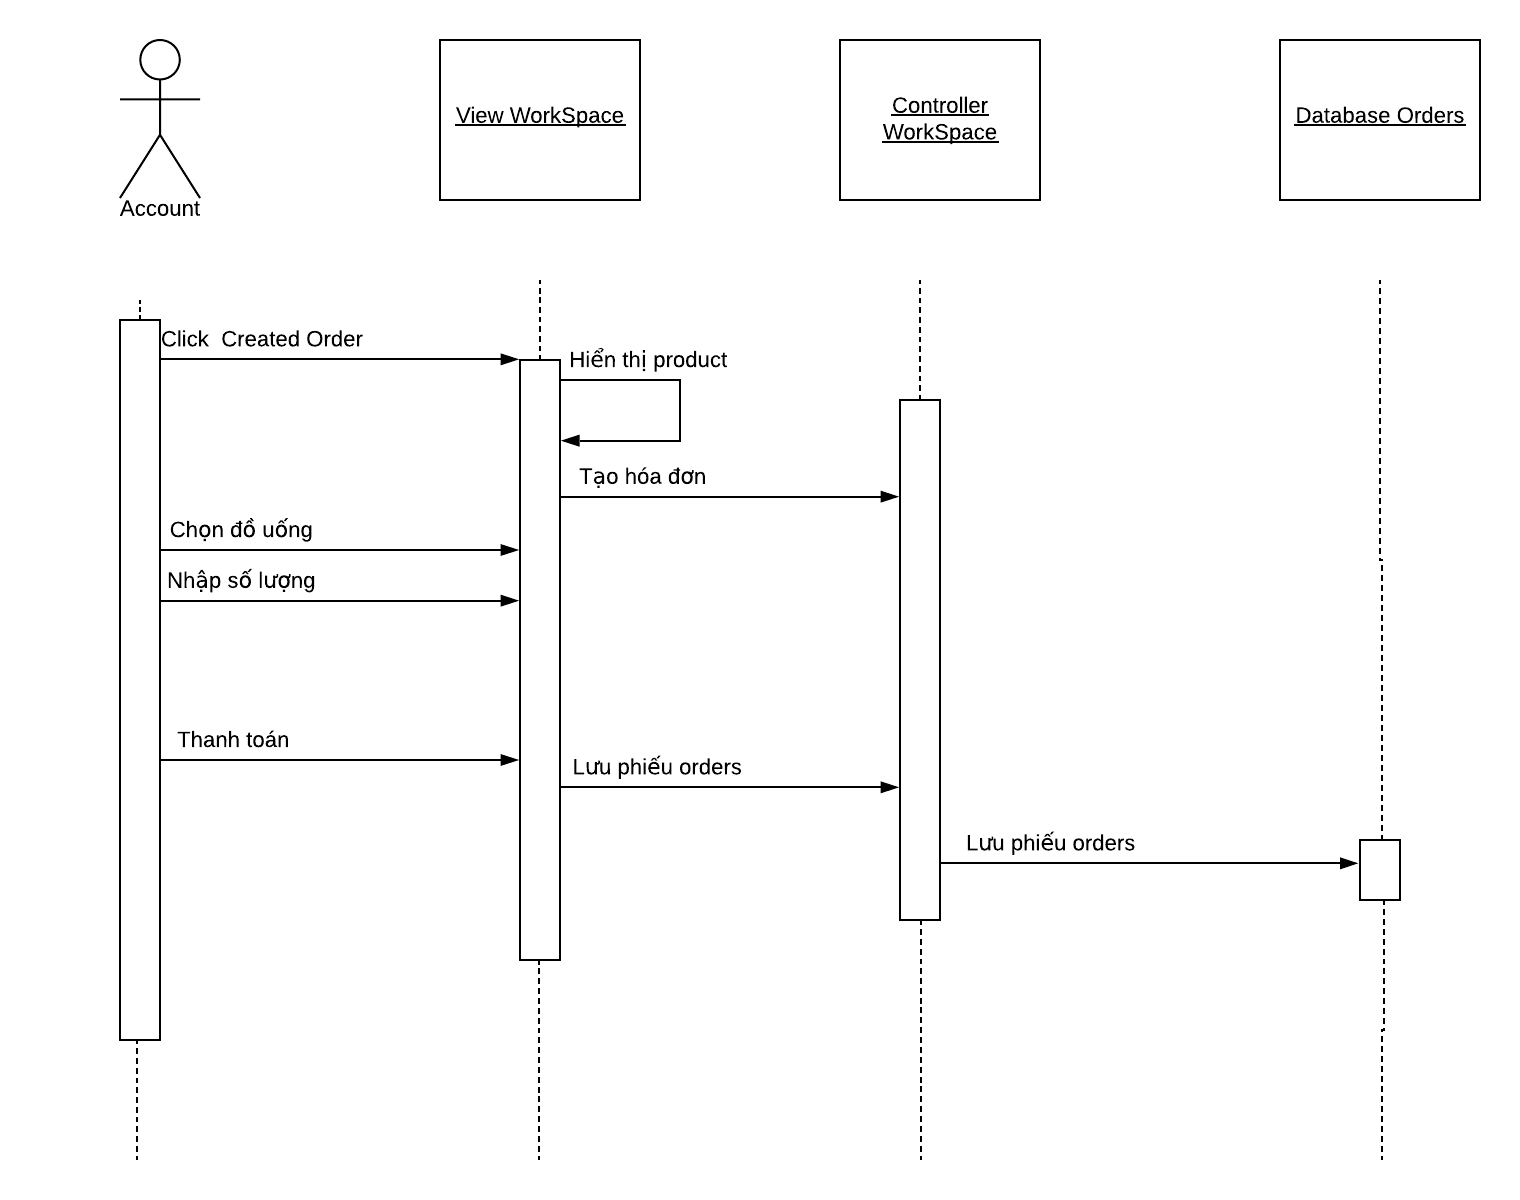 Account
View WorkSpace
Controller
WorkSpace
Database Orders
Click  Created Order
Hiển thị product
Tạo hóa đơn
Chọn đồ uống
Nhập số lượng
Thanh toán
Lưu phiếu orders
Lưu phiếu orders